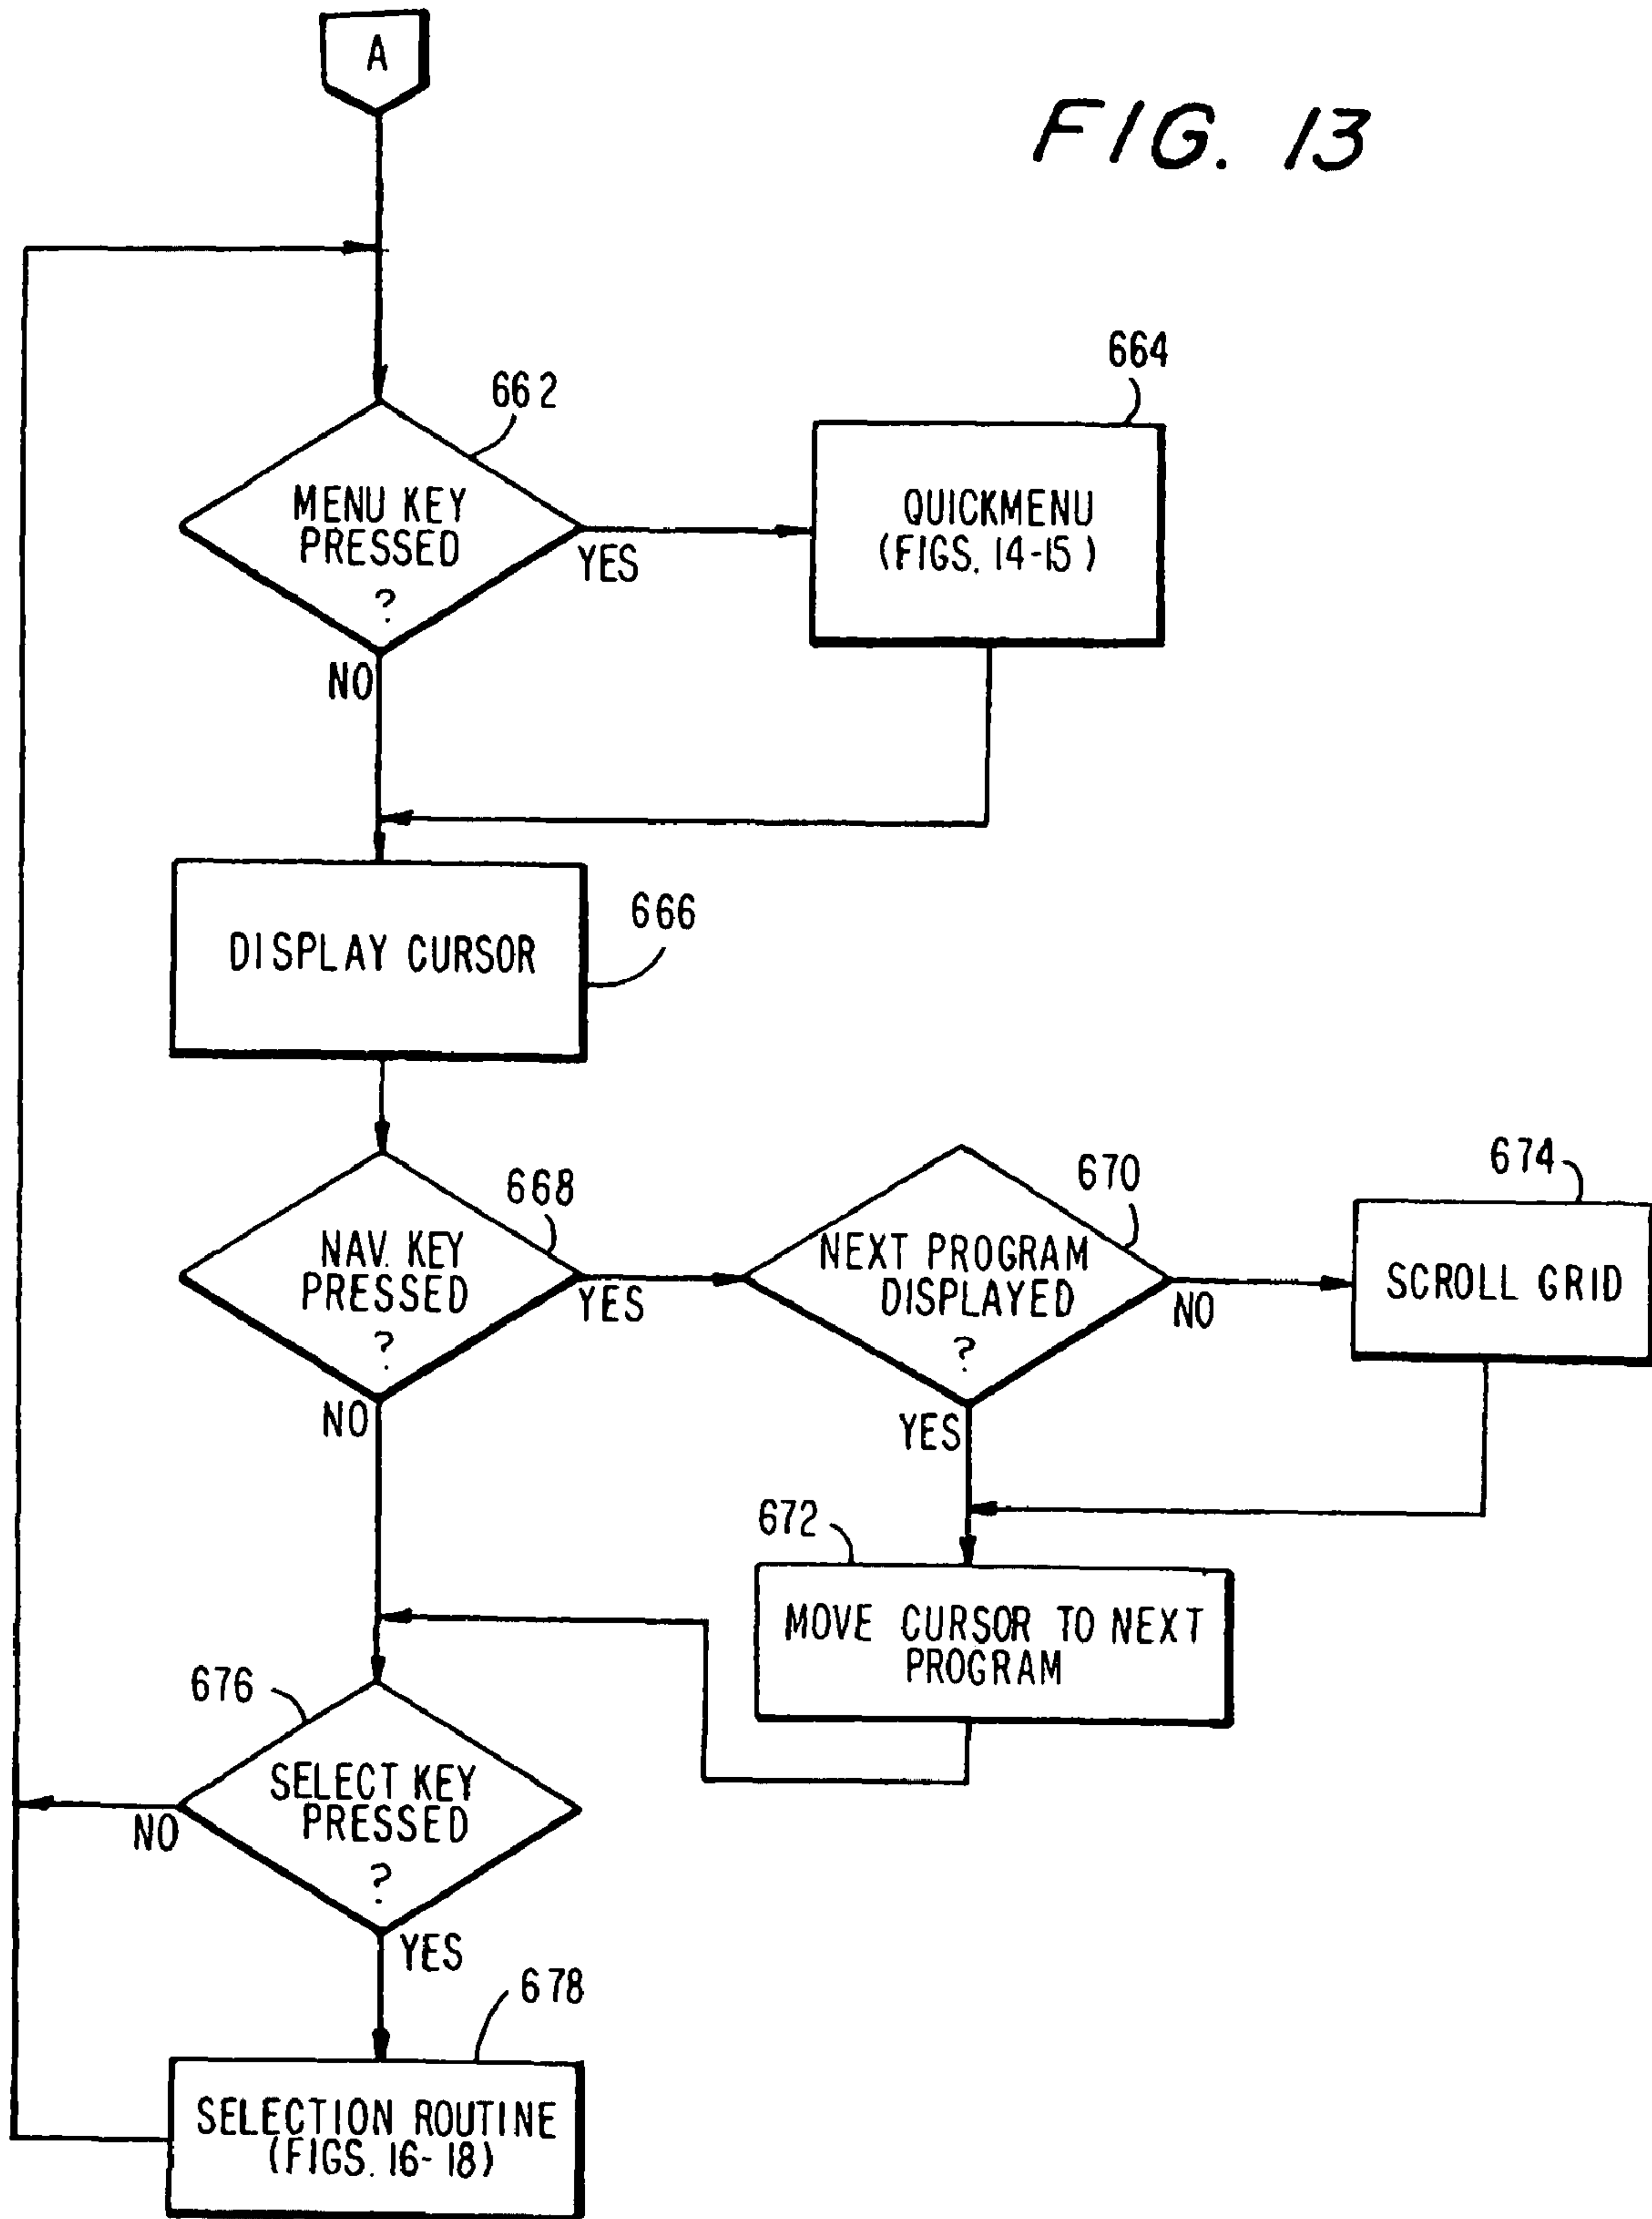 A
FIG. 13
662
664
MENU KEY
PRESSED
?
YES
NO
QUICKMENU
(FIGS. 14-15)
DISPLAY CURSOR
666
668
NAV. KEY
PRESSED
?
YES
NO
670
NEXT PROGRAM
DISPLAYED
?
NO
YES
674
SCROLL GRID
672
MOVE CURSOR TO NEXT
PROGRAM
676
SELECT KEY
PRESSED
?
NO
YES
678
SELECTION ROUTINE
(FIGS. 16-18)